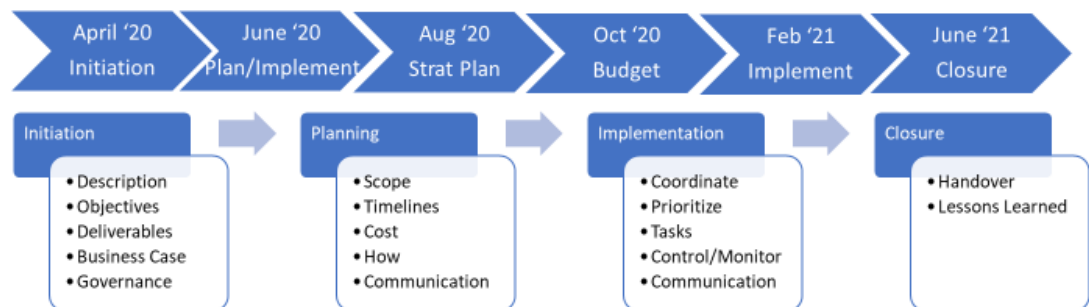 April ‘20
Initiation
June ‘20
Plan/Implement
Aug ‘20
Strat Plan
Oct ‘20
Budget
Feb ‘21
Implement
June ‘21
Closure
Initiation
• Description
• Objectives
• Deliverables
• Business Case
• Governance
Planning
• Scope
• Timelines
• Cost
• How
• Communication
Implementation
• Coordinate
• Prioritize
• Tasks
• Control/Monitor
• Communication
Closure
• Handover
• Lessons Learned